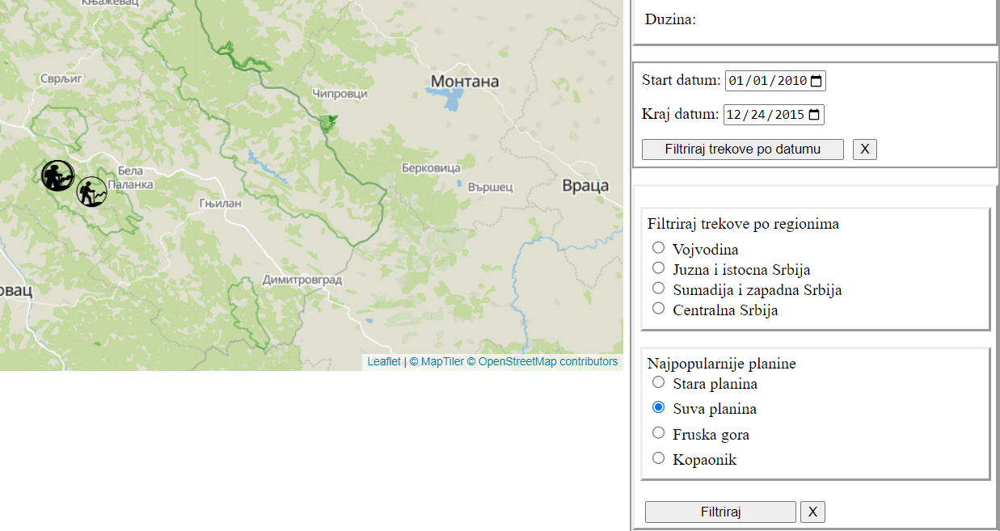 Књажевац
Сврљиг
Монтана
Чипровци
Бела
Паланка
Берковица
Вършец
Враца
Гњилан
Димитровград
овац
Leaflet | © MapTiler © OpenStreetMap contributors
Duzina:
Start datum: 01/01/2010
Kraj datum: 12/24/2015
Filtriraj trekove po datumu X
Filtriraj trekove po regionima
Vojvodina
Juzna i istocna Srbija
Sumadija i zapadna Srbija
Centralna Srbija
Najpopularnije planine
Stara planina
Suva planina
Fruska gora
Kopaonik
Filtriraj X